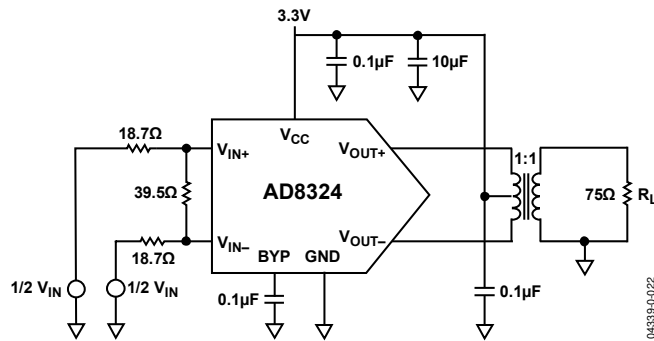 3.3V
0.1µF
10µF
18.7Ω
V_IN+
V_CC
V_OUT+
1:1
39.5Ω
AD8324
75Ω R_L
V_IN–
V_OUT–
18.7Ω
BYP GND
1/2 V_IN
1/2 V_IN
0.1µF
0.1µF
04339-0-022